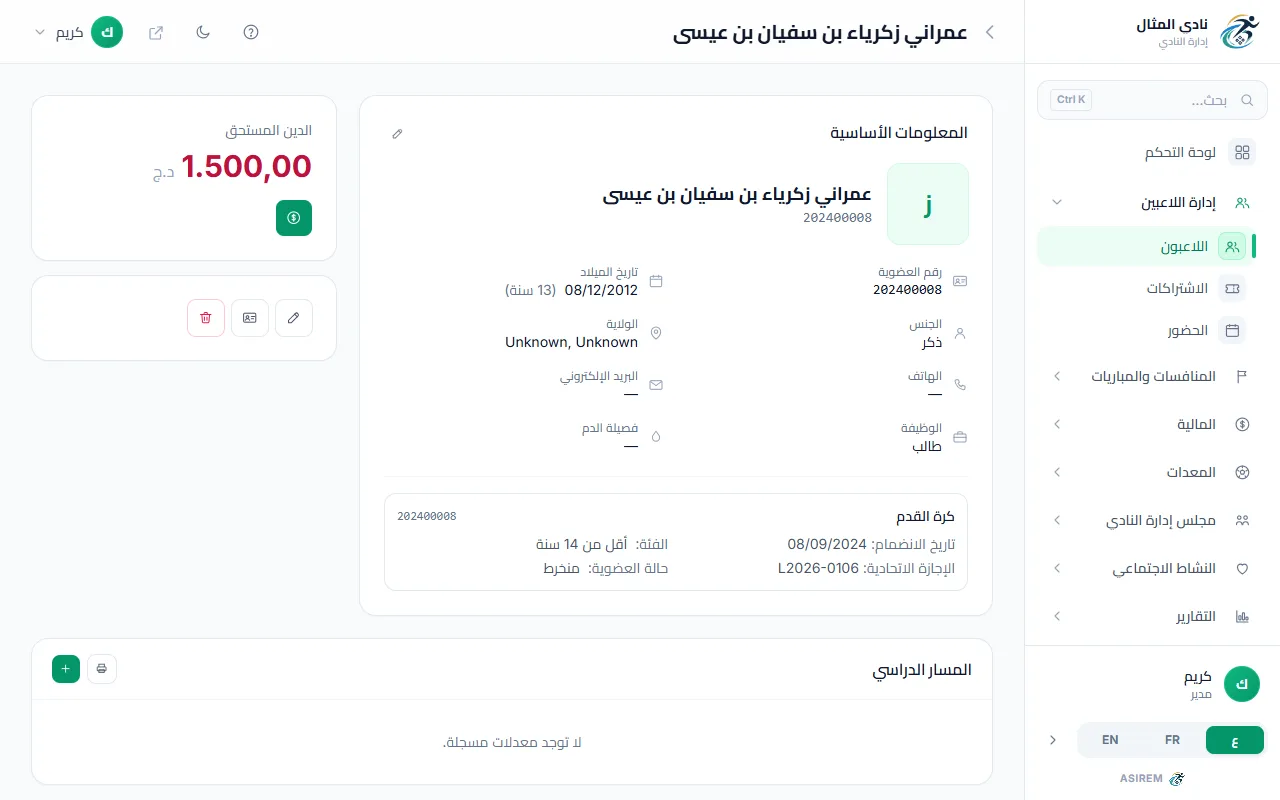 نادي المثال
إدارة النادي
بحث...
Ctrl K
لوحة التحكم
إدارة اللاعبين
اللاعبون
الاشتراكات
الحضور
المنافسات والمباريات
المالية
المعدات
مجلس إدارة النادي
النشاط الاجتماعي
التقارير
ك
كريم
مدير
ع
FR
EN
ASIREM
عمراني زكرياء بن سفيان بن عيسى
ك
كريم
المعلومات الأساسية
ز
عمراني زكرياء بن سفيان بن عيسى
202400008
رقم العضوية
202400008
تاريخ الميلاد
08/12/2012 (13 سنة)
الجنس
ذكر
الولاية
Unknown, Unknown
الهاتف
—
البريد الإلكتروني
—
الوظيفة
طالب
فصيلة الدم
—
كرة القدم
202400008
تاريخ الانضمام: 08/09/2024
الفئة: أقل من 14 سنة
الإجازة الاتحادية: L2026-0106
حالة العضوية: منخرط
الدين المستحق
1.500,00 د.ج
المسار الدراسي
لا توجد معدلات مسجلة.